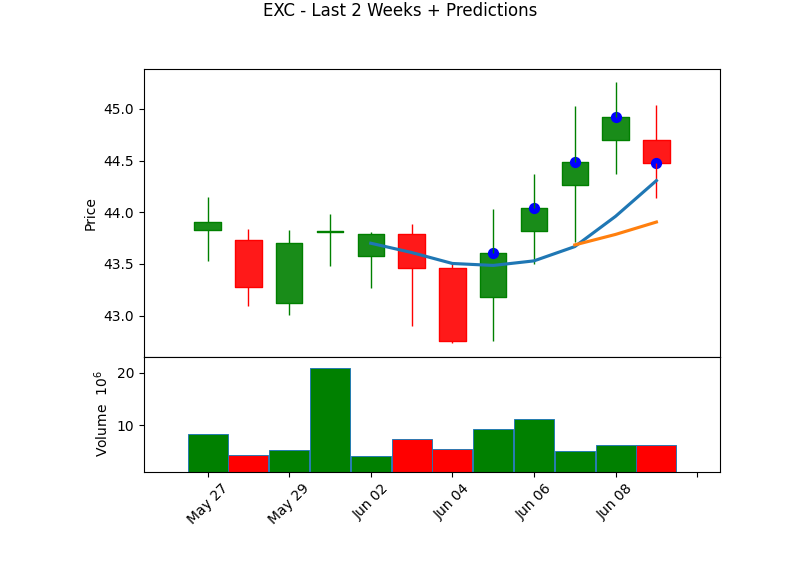 EXC - Last 2 Weeks + Predictions
Price
45.0
44.5
44.0
43.5
43.0
Volume 10^6
20
10
May 27
May 29
Jun 02
Jun 04
Jun 06
Jun 08